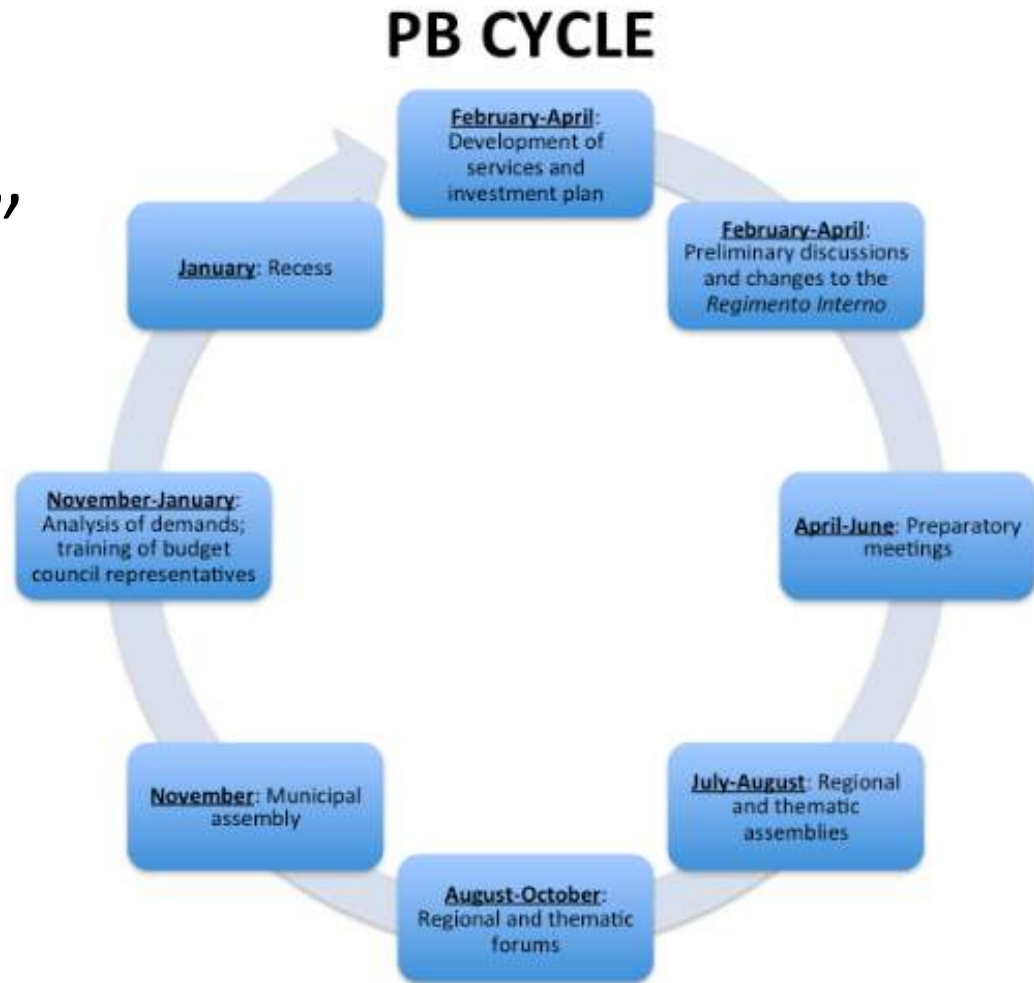 PB CYCLE
”
February-April:
Development of
services and
investment plan
February-April:
Preliminary discussions
and changes to the
Regimento Interno
April-June: Preparatory
meetings
July-August: Regional
and thematic
assemblies
August-October:
Regional and thematic
forums
November: Municipal
assembly
November-January:
Analysis of demands;
training of budget
council representatives
January: Recess